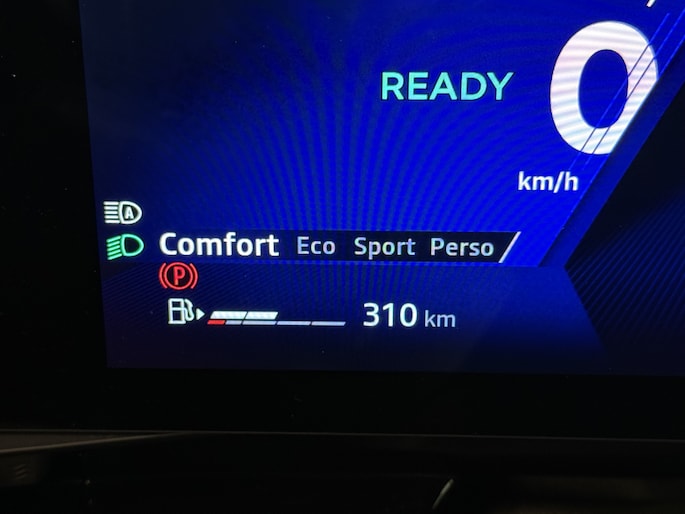 READY 0
km/h
A
Comfort Eco Sport Perso
P
310 km